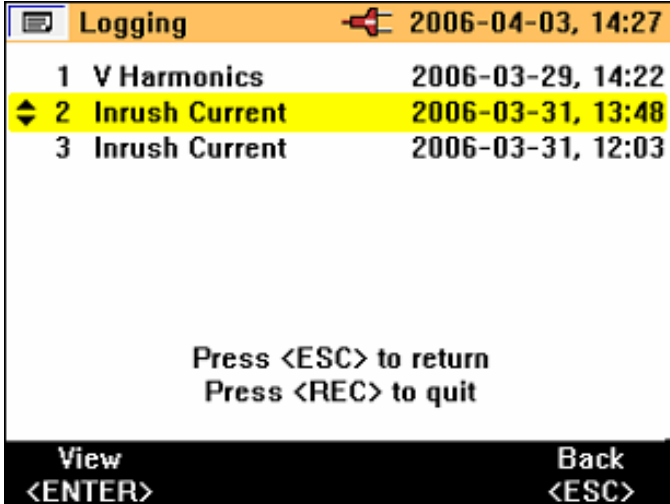 Logging 2006-04-03, 14:27
1 V Harmonics 2006-03-29, 14:22
2 Inrush Current 2006-03-31, 13:48
3 Inrush Current 2006-03-31, 12:03
Press <ESC> to return
Press <REC> to quit
View Back
<ENTER> <ESC>